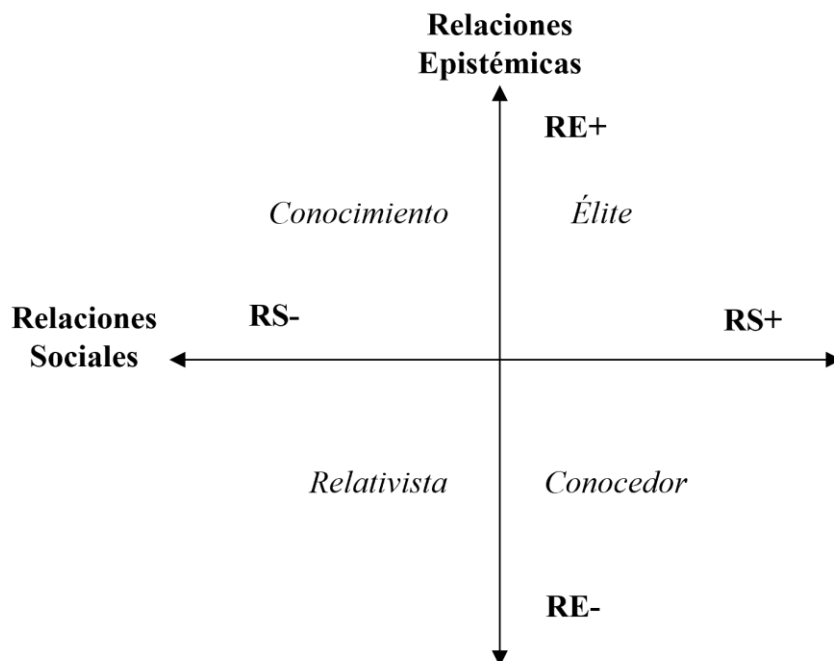 Relaciones
Epistémicas
RE+
Conocimiento
Élite
Relaciones
Sociales
RS-
RS+
Relativista
Conocedor
RE-